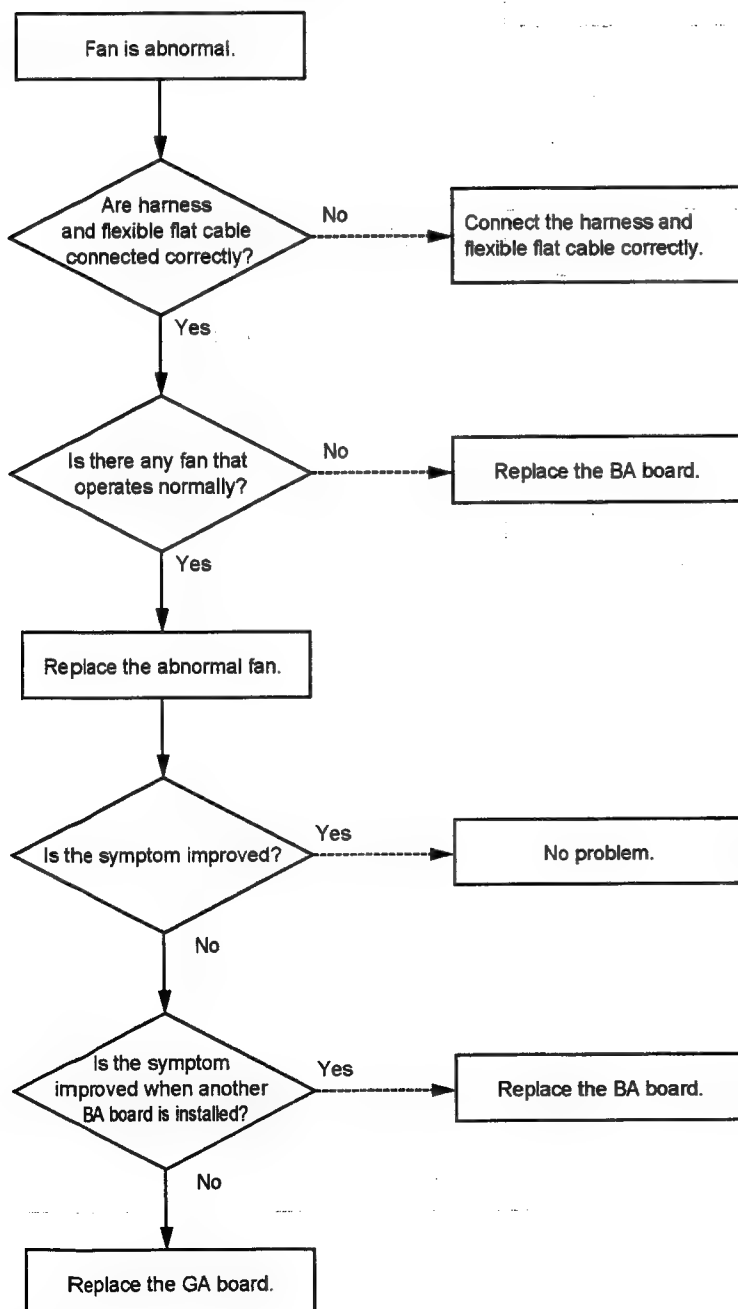 Fan is abnormal.
Are harness
and flexible flat cable
connected correctly?
No
Connect the harness and
flexible flat cable correctly.
Yes
Is there any fan that
operates normally?
No
Replace the BA board.
Yes
Replace the abnormal fan.
Is the symptom improved?
Yes
No problem.
No
Is the symptom
improved when another
BA board is installed?
Yes
Replace the BA board.
No
Replace the GA board.